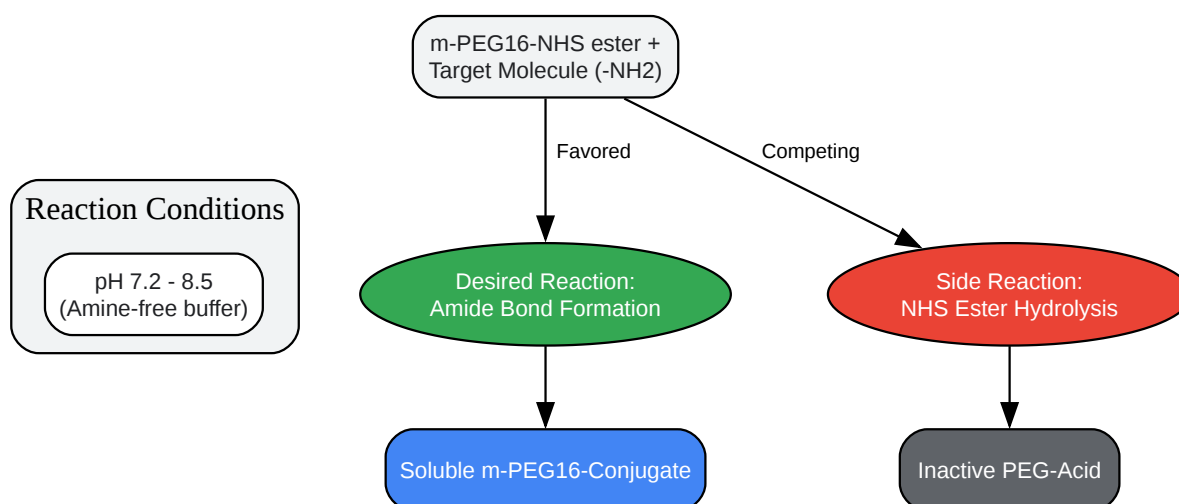 m-PEG16-NHS ester +
Target Molecule (-NH2)
Favored
Competing
Reaction Conditions
pH 7.2 - 8.5
(Amine-free buffer)
Desired Reaction:
Amide Bond Formation
Side Reaction:
NHS Ester Hydrolysis
Soluble m-PEG16-Conjugate
Inactive PEG-Acid